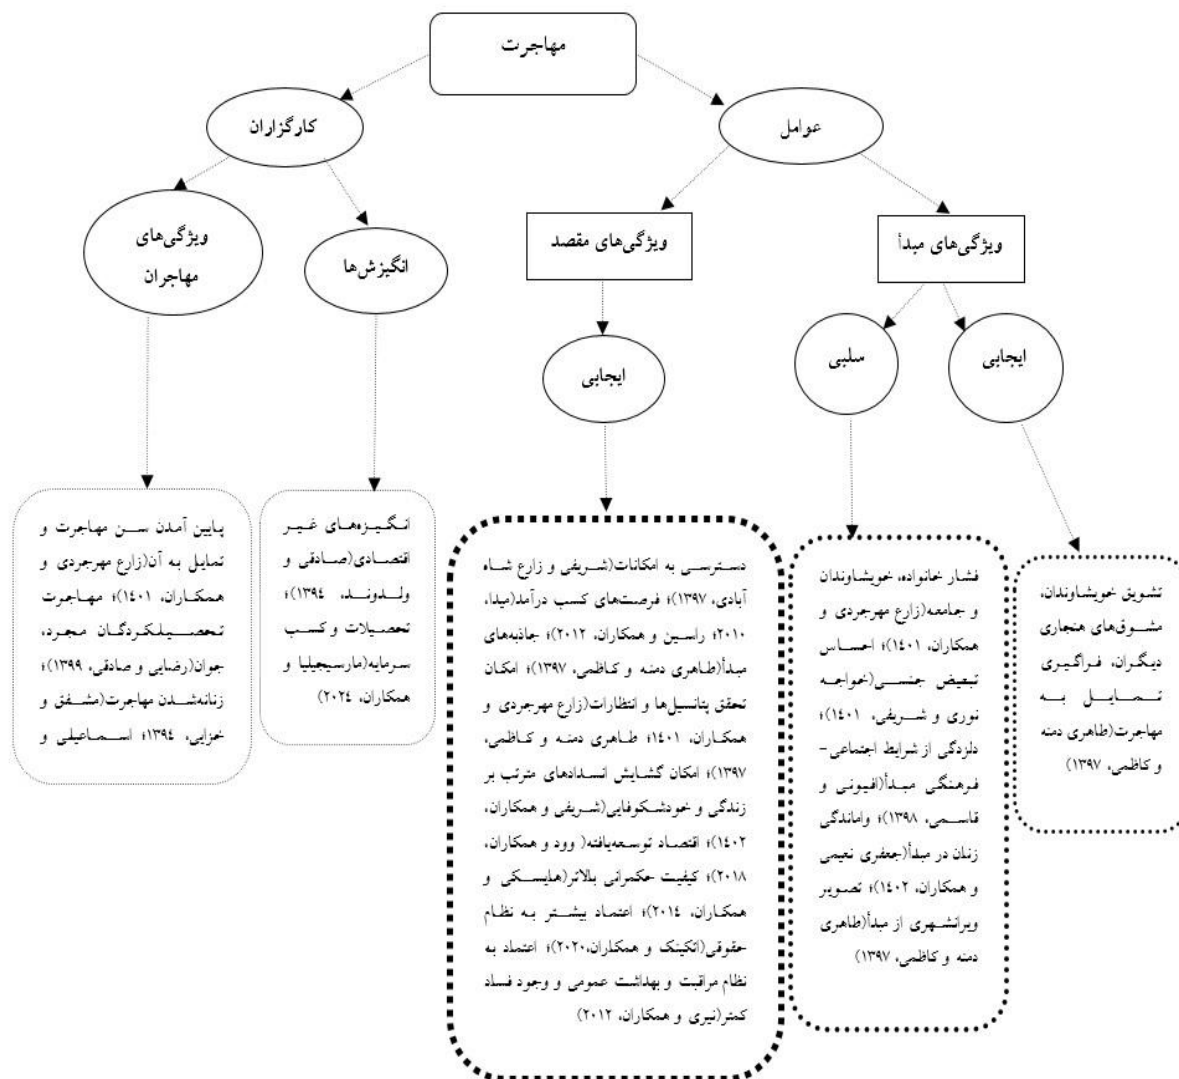 مهاجرت
عوامل
کارگزاران
ویژگی‌های مبدأ
ویژگی‌های مقصد
انگیزش‌ها
ویژگی‌های
مهاجران
ایجابی
سلبی
ایجابی
تشویق خویشاوندان،
مشوق‌های هنجاری
دیگران، فراگیری
تمایل به
مهاجرت(طاهری دمنه
و کاظمی، ۱۳۹۷)
فشار خانواده، خویشاوندان
و جامعه(زارع مهرجردی و
همکاران، ۱۴۰۱)؛ احساس
تبعیض جنسی(خواجه
نوری و شریفی، ۱۴۰۱)؛
دلزدگی از شرایط اجتماعی-
فرهنگی مبدأ(افیونی و
قاسمی، ۱۳۹۸)؛ واماندگی
زنان در مبدأ(جعفری نعیمی
و همکاران، ۱۴۰۲)؛ تصویر
ویرانشهری از مبدأ(طاهری
دمنه و کاظمی، ۱۳۹۷)
دسترسی به امکانات(شریفی و زارع شاه
آبادی، ۱۳۹۷)؛ فرصت‌های کسب درآمد(میدا،
۲۰۱۰؛ راسین و همکاران، ۲۰۱۲)؛ جاذبه‌های
مبدأ(طاهری دمنه و کاظمی، ۱۳۹۷)؛ امکان
تحقق پتانسیل‌ها و انتظارات(زارع مهرجردی و
همکاران، ۱۴۰۱؛ طاهری دمنه و کاظمی،
۱۳۹۷)؛ امکان گشایش انسدادهای مترتب بر
زندگی و خودشکوفایی(شریفی و همکاران،
۱۴۰۲)؛ اقتصاد توسعه‌یافته( وود و همکاران،
۲۰۱۸)؛ کیفیت حکمرانی بالاتر(هلیسکی و
همکاران، ۲۰۱۴)؛ اعتماد بیشتر به نظام
حقوقی(اتکینک و همکاران،۲۰۲۰)؛ اعتماد به
نظام مراقبت و بهداشت عمومی و وجود فساد
کمتر(نیری و همکاران، ۲۰۱۲)
انگیزه‌های غیر
اقتصادی(صادقی و
ولدوند، ۱۳۹۴)؛
تحصیلات و کسب
سرمایه(مارسیجیلیا و
همکاران، ۲۰۲۴)
پایین آمدن سن مهاجرت و
تمایل به آن(زارع مهرجردی و
همکاران، ۱۴۰۱)؛ مهاجرت
تحصیلکردگان مجرد،
جوان(رضایی و صادقی، ۱۳۹۹)؛
زنانه‌شدن مهاجرت(مشفق و
خزایی، ۱۳۹۴؛ اسماعیلی و